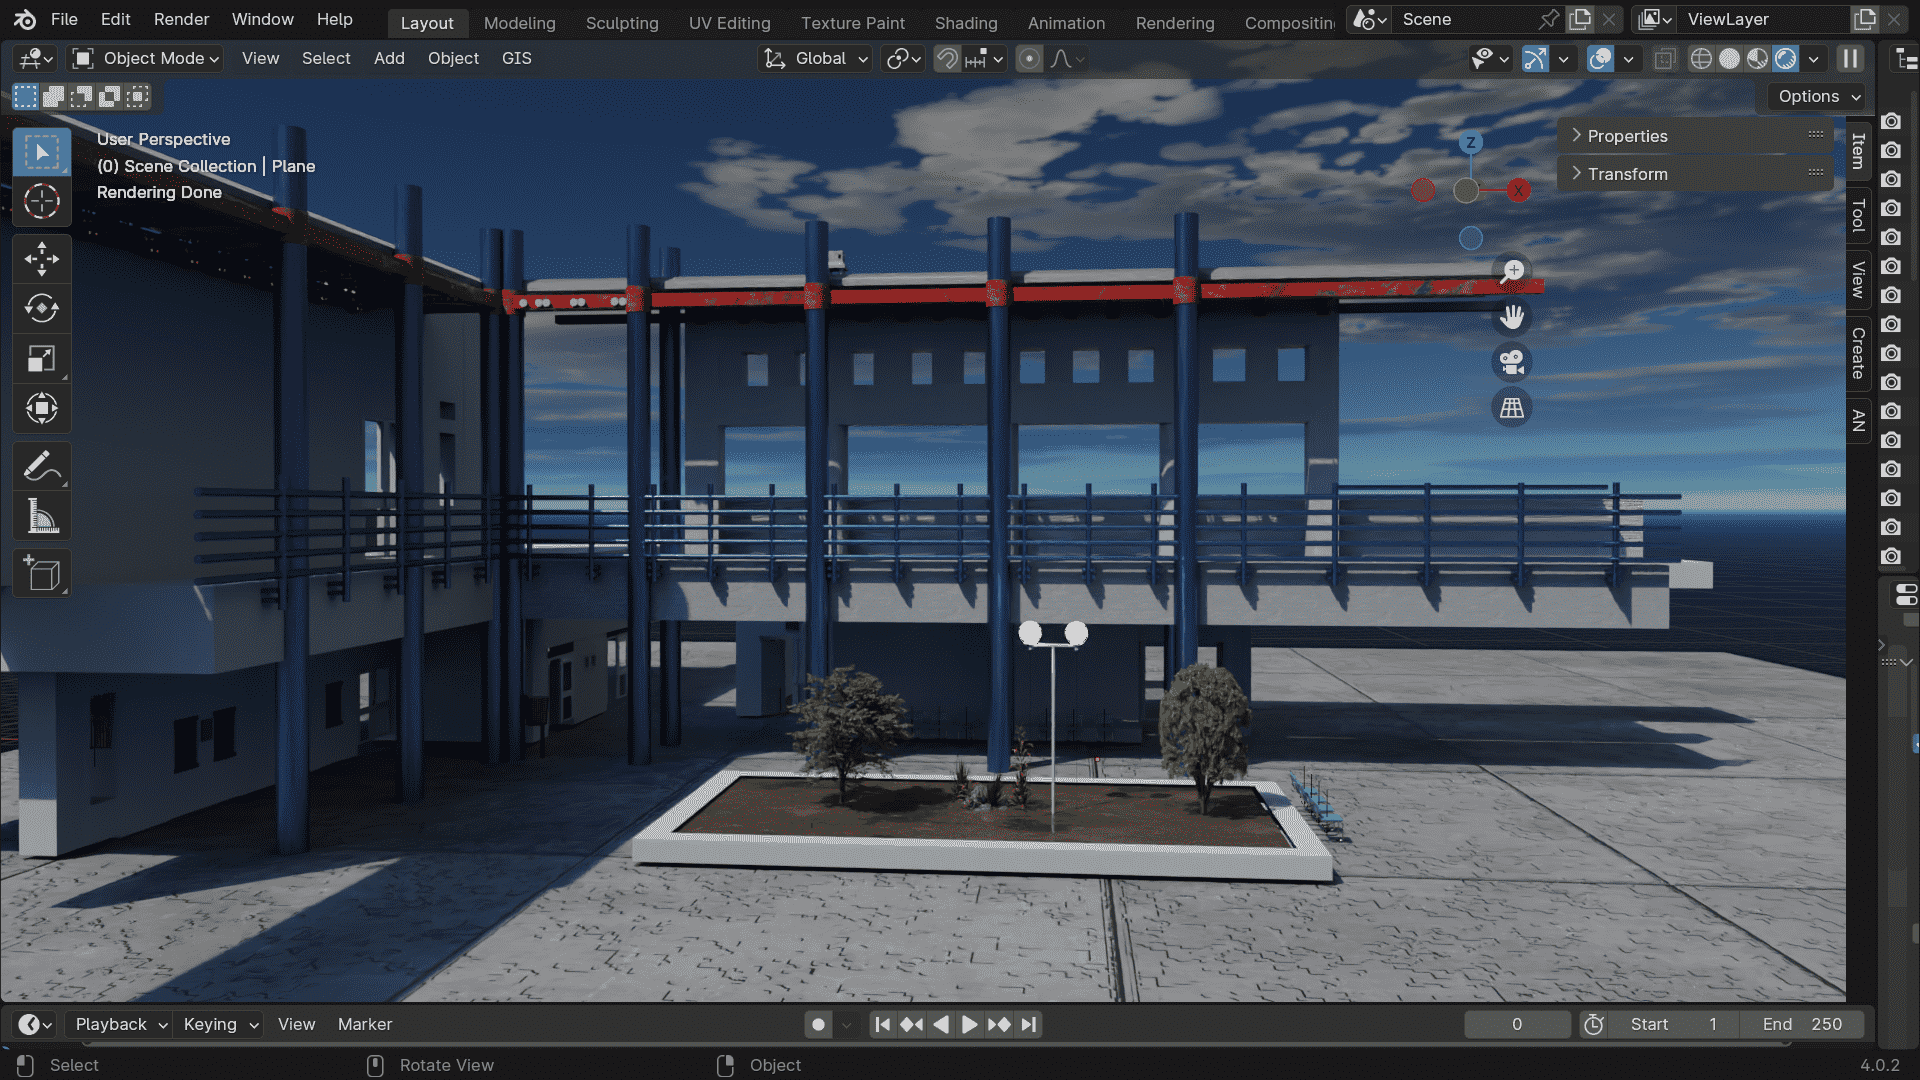 File Edit Render Window Help Layout Modeling Sculpting UV Editing Texture Paint Shading Animation Rendering Compositin Scene ViewLayer
Object Mode View Select Add Object GIS Global
Options
User Perspective
(0) Scene Collection | Plane
Rendering Done
Properties
Transform
Z
X
Item
Tool
View
Create
AN
Playback Keying View Marker 0 Start 1 End 250
Select Rotate View Object 4.0.2